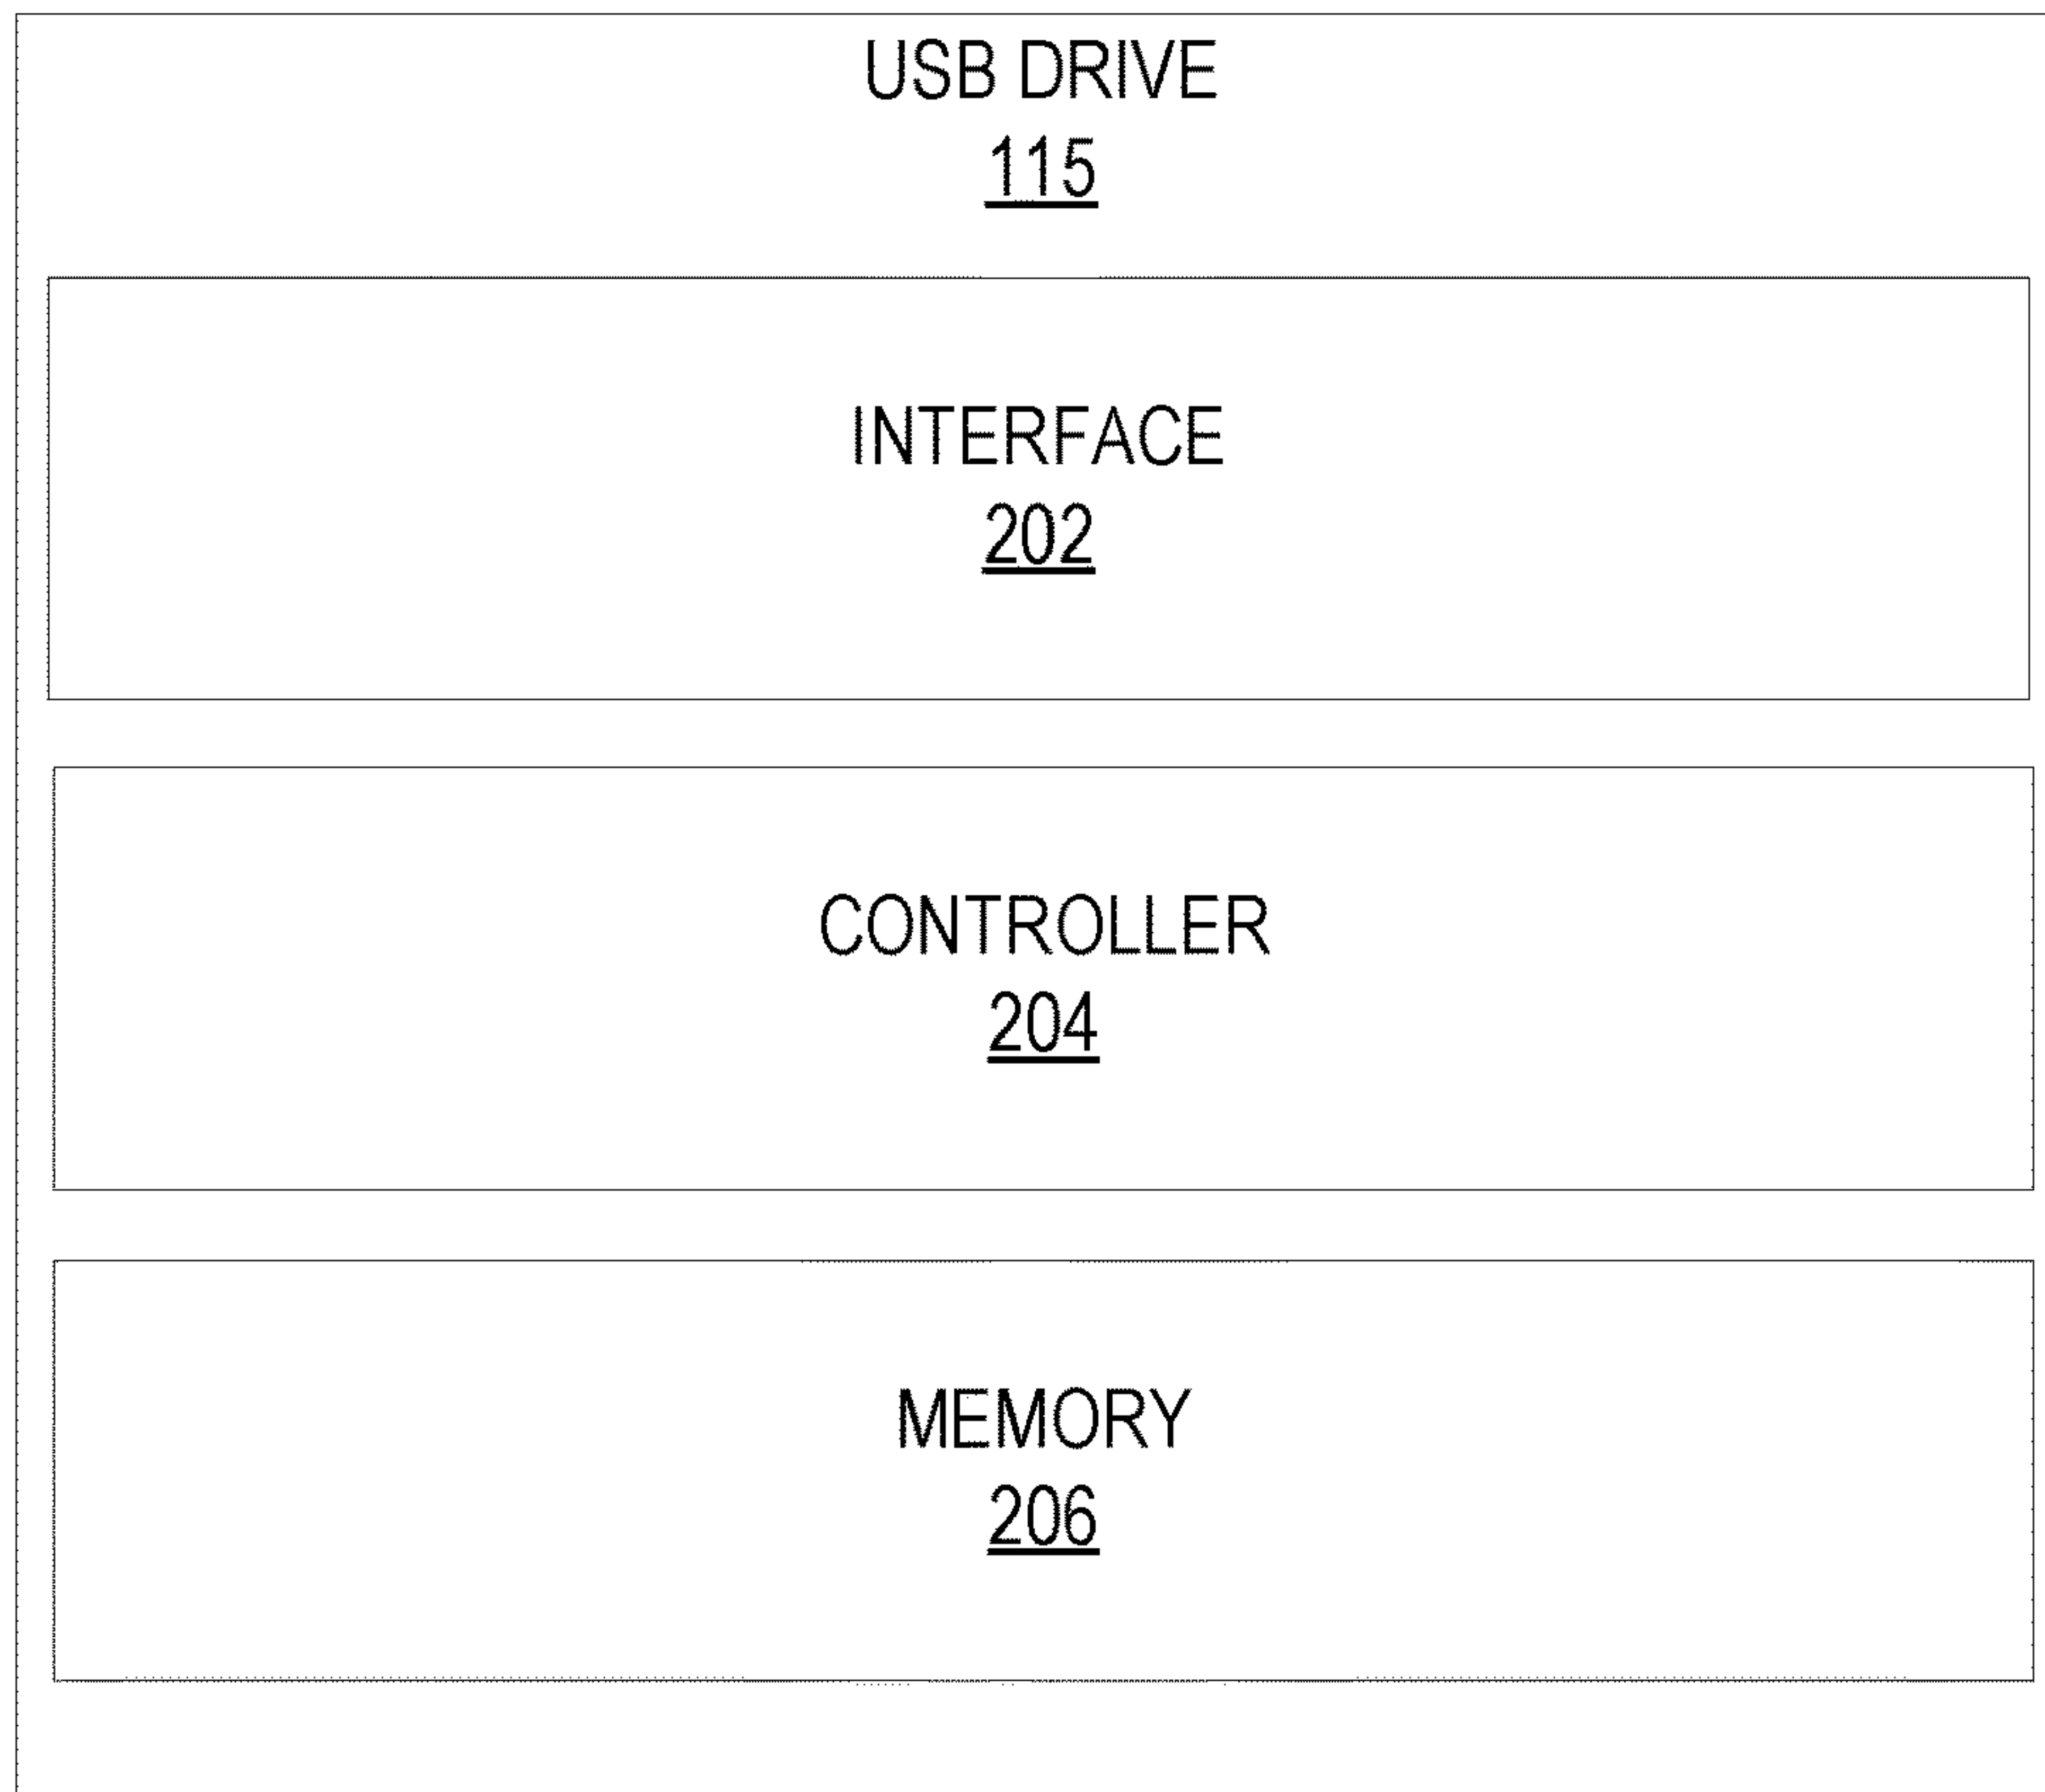 USB DRIVE
115
INTERFACE
202
CONTROLLER
204
MEMORY
206